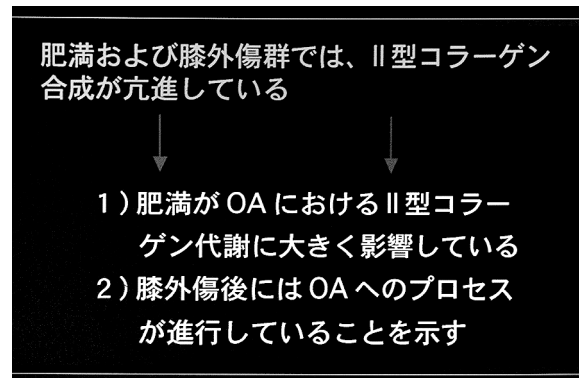 肥満および膝外傷群では、Ⅱ型コラーゲン
合成が亢進している
1）肥満がOAにおけるⅡ型コラー
ゲン代謝に大きく影響している
2）膝外傷後にはOAへのプロセス
が進行していることを示す